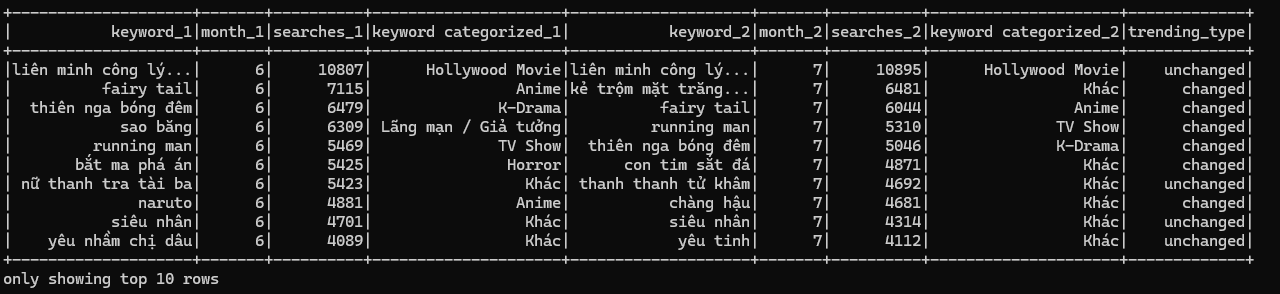 +--------------------+-------+----------+---------------------+--------------------+-------+----------+---------------------+-------------+
|           keyword_1|month_1|searches_1|keyword categorized_1|           keyword_2|month_2|searches_2|keyword categorized_2|trending_type|
+--------------------+-------+----------+---------------------+--------------------+-------+----------+---------------------+-------------+
|liên minh công lý...|      6|     10807|      Hollywood Movie|liên minh công lý...|      7|     10895|      Hollywood Movie|    unchanged|
|          fairy tail|      6|      7115|                Anime|kẻ trộm mặt trăng...|      7|      6481|                 Khác|      changed|
|  thiên nga bóng đêm|      6|      6479|              K-Drama|          fairy tail|      7|      6044|                Anime|      changed|
|            sao băng|      6|      6309| Lãng mạn / Giả tưởng|         running man|      7|      5310|              TV Show|      changed|
|         running man|      6|      5469|              TV Show|  thiên nga bóng đêm|      7|      5046|              K-Drama|      changed|
|       bắt ma phá án|      6|      5425|               Horror|      con tim sắt đá|      7|      4871|                 Khác|      changed|
| nữ thanh tra tài ba|      6|      5423|                 Khác| thanh thanh tử khâm|      7|      4692|                 Khác|    unchanged|
|              naruto|      6|      4881|                Anime|           chàng hậu|      7|      4681|                 Khác|      changed|
|           siêu nhân|      6|      4701|                 Khác|           siêu nhân|      7|      4314|                 Khác|    unchanged|
|    yêu nhầm chị dâu|      6|      4089|                 Khác|            yêu tinh|      7|      4112|                 Khác|    unchanged|
+--------------------+-------+----------+---------------------+--------------------+-------+----------+---------------------+-------------+
only showing top 10 rows